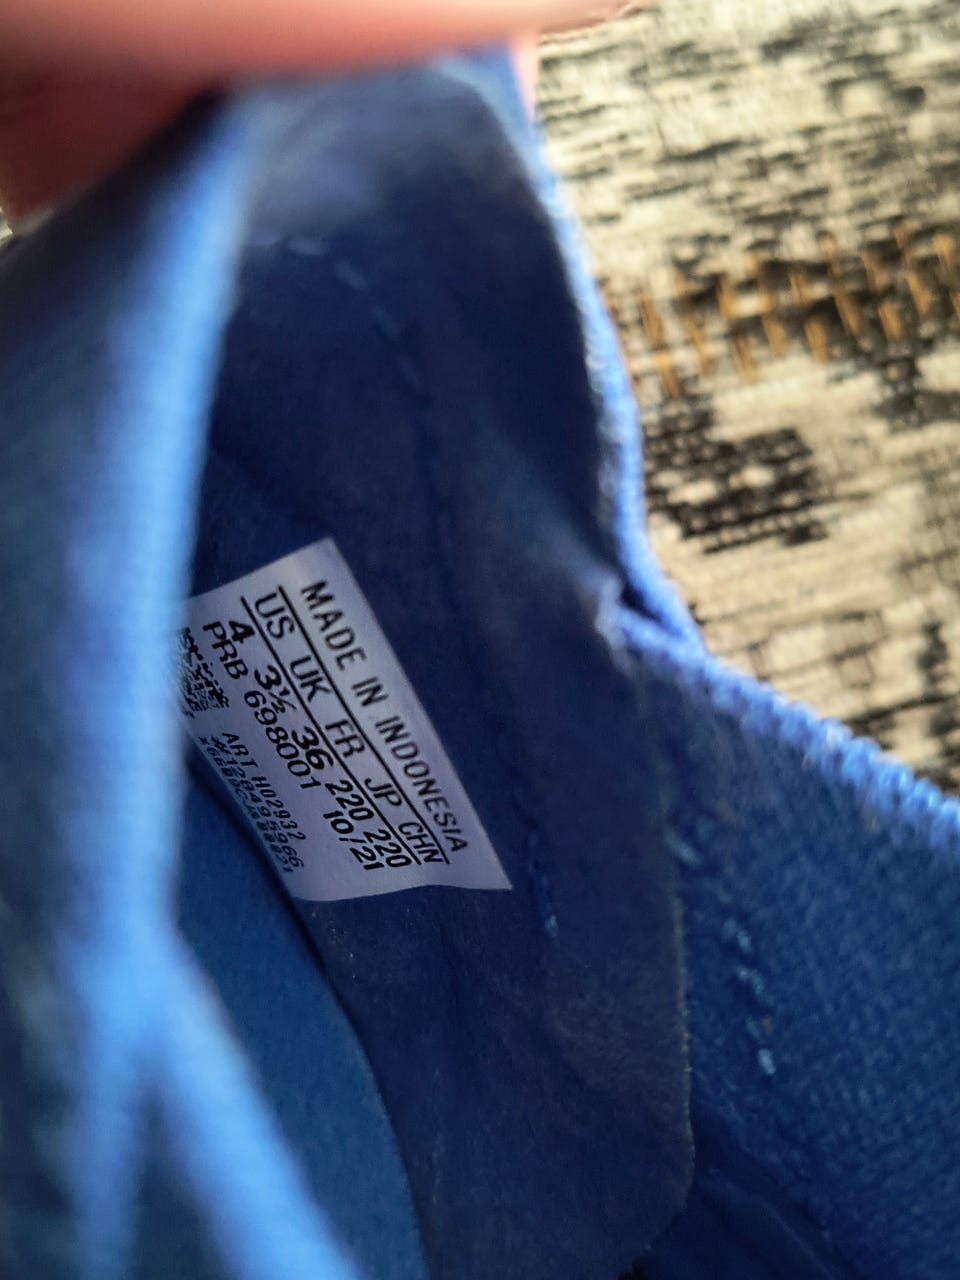 MADE IN INDONESIA
US UK FR JP CHN
4 3½ 36 220 220
PRB 698001 10/21
ART H02932